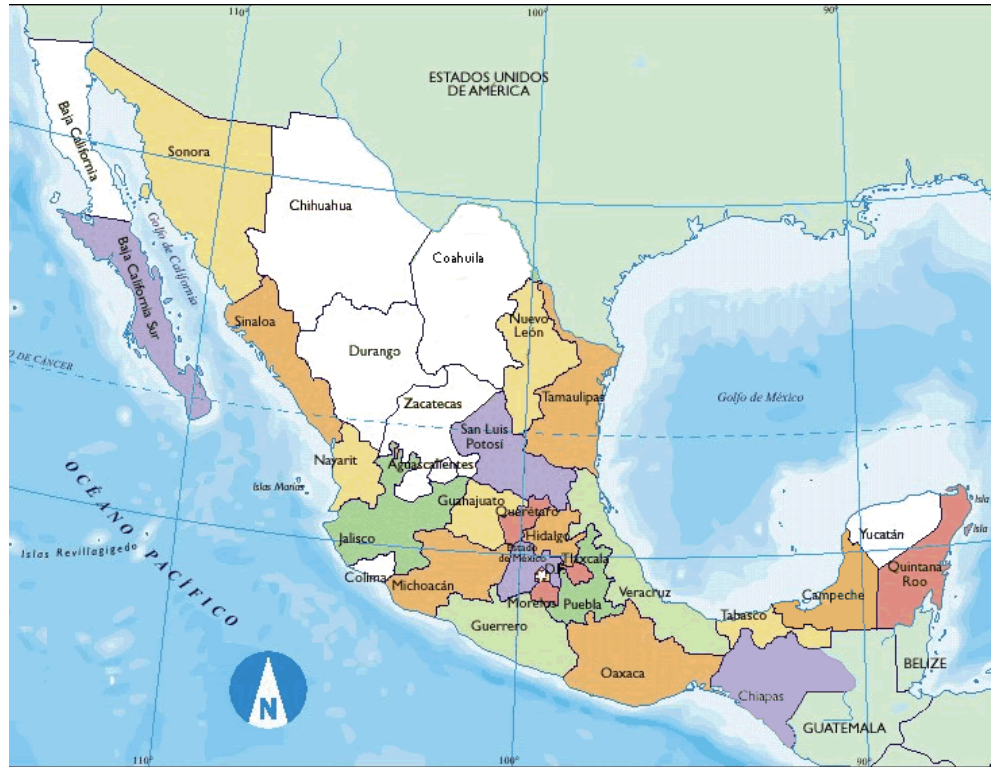 110°
100°
90°
ESTADOS UNIDOS
DE AMÉRICA
Baja California
Sonora
Chihuahua
Golfo de California
Baja California Sur
Coahuila
Sinaloa
Nuevo
León
Durango
O DE CÁNCER
Zacatecas
Tamaulipas
Golfo de México
San Luis
Potosí
Nayarit
Aguascalientes
Islas Marías
Guanajuato
Querétaro
Isla
OCÉANO PACÍFICO
Jalisco
Hidalgo
Yucatán
Isla
Islas Revillagigedo
Estado
de México
Tlaxcala
D.F.
Colima
Michoacán
Quintana
Roo
Morelos
Puebla
Veracruz
Campeche
Guerrero
Tabasco
Oaxaca
BELIZE
Chiapas
N
GUATEMALA
110°
100°
90°